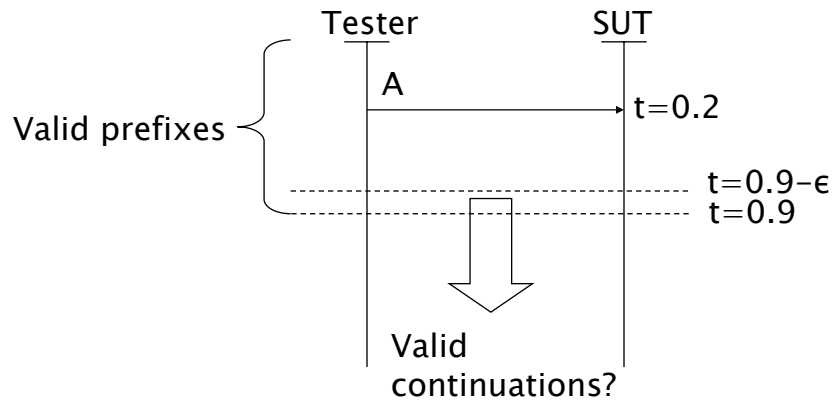 Tester
SUT
A
t=0.2
Valid prefixes
t=0.9-ϵ
t=0.9
Valid
continuations?